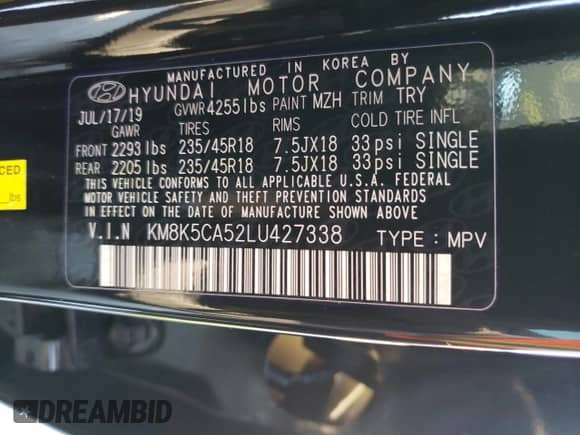 MANUFACTURED IN KOREA BY
HYUNDAI MOTOR COMPANY
JUL/17/19 GVWR 4255 lbs PAINT MZH TRIM TRY
GAWR TIRES RIMS COLD TIRE INFL
FRONT 2293 lbs 235/45R18 7.5JX18 33 psi SINGLE
REAR 2205 lbs 235/45R18 7.5JX18 33 psi SINGLE
THIS VEHICLE CONFORMS TO ALL APPLICABLE U.S.A. FEDERAL
MOTOR VEHICLE SAFETY AND THEFT PREVENTION STANDARDS
IN EFFECT ON THE DATE OF MANUFACTURE SHOWN ABOVE.
V.I.N KM8K5CA52LU427338 TYPE : MPV
CED
lbs
DREAMBID